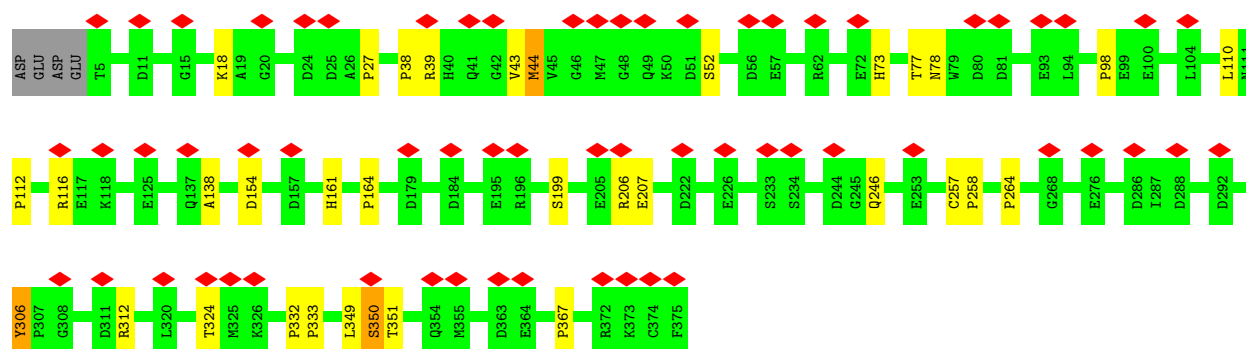 ASP GLU ASP GLU T5 D11 G15 K18 A19 G20 D24 D25 A26 P27 P38 R39 H40 Q41 G42 V43 M44 V45 G46 M47 G48 Q49 K50 D51 S52 D56 E57 R62 E72 H73 T77 N78 W79 D80 D81 E93 L94 P98 E99 E100 L104 L110 N111
P112 R116 E117 K118 E125 Q137 A138 D154 D157 H161 P164 D179 D184 E195 R196 S199 E205 R206 E207 D222 E226 S233 S234 D244 G245 Q246 E253 C257 P258 P264 G268 E276 D286 I287 D288 D292
Y306 P307 G308 D311 R312 L320 T324 M325 K326 P332 P333 L349 S350 T351 Q354 M355 D363 E364 P367 R372 K373 C374 F375